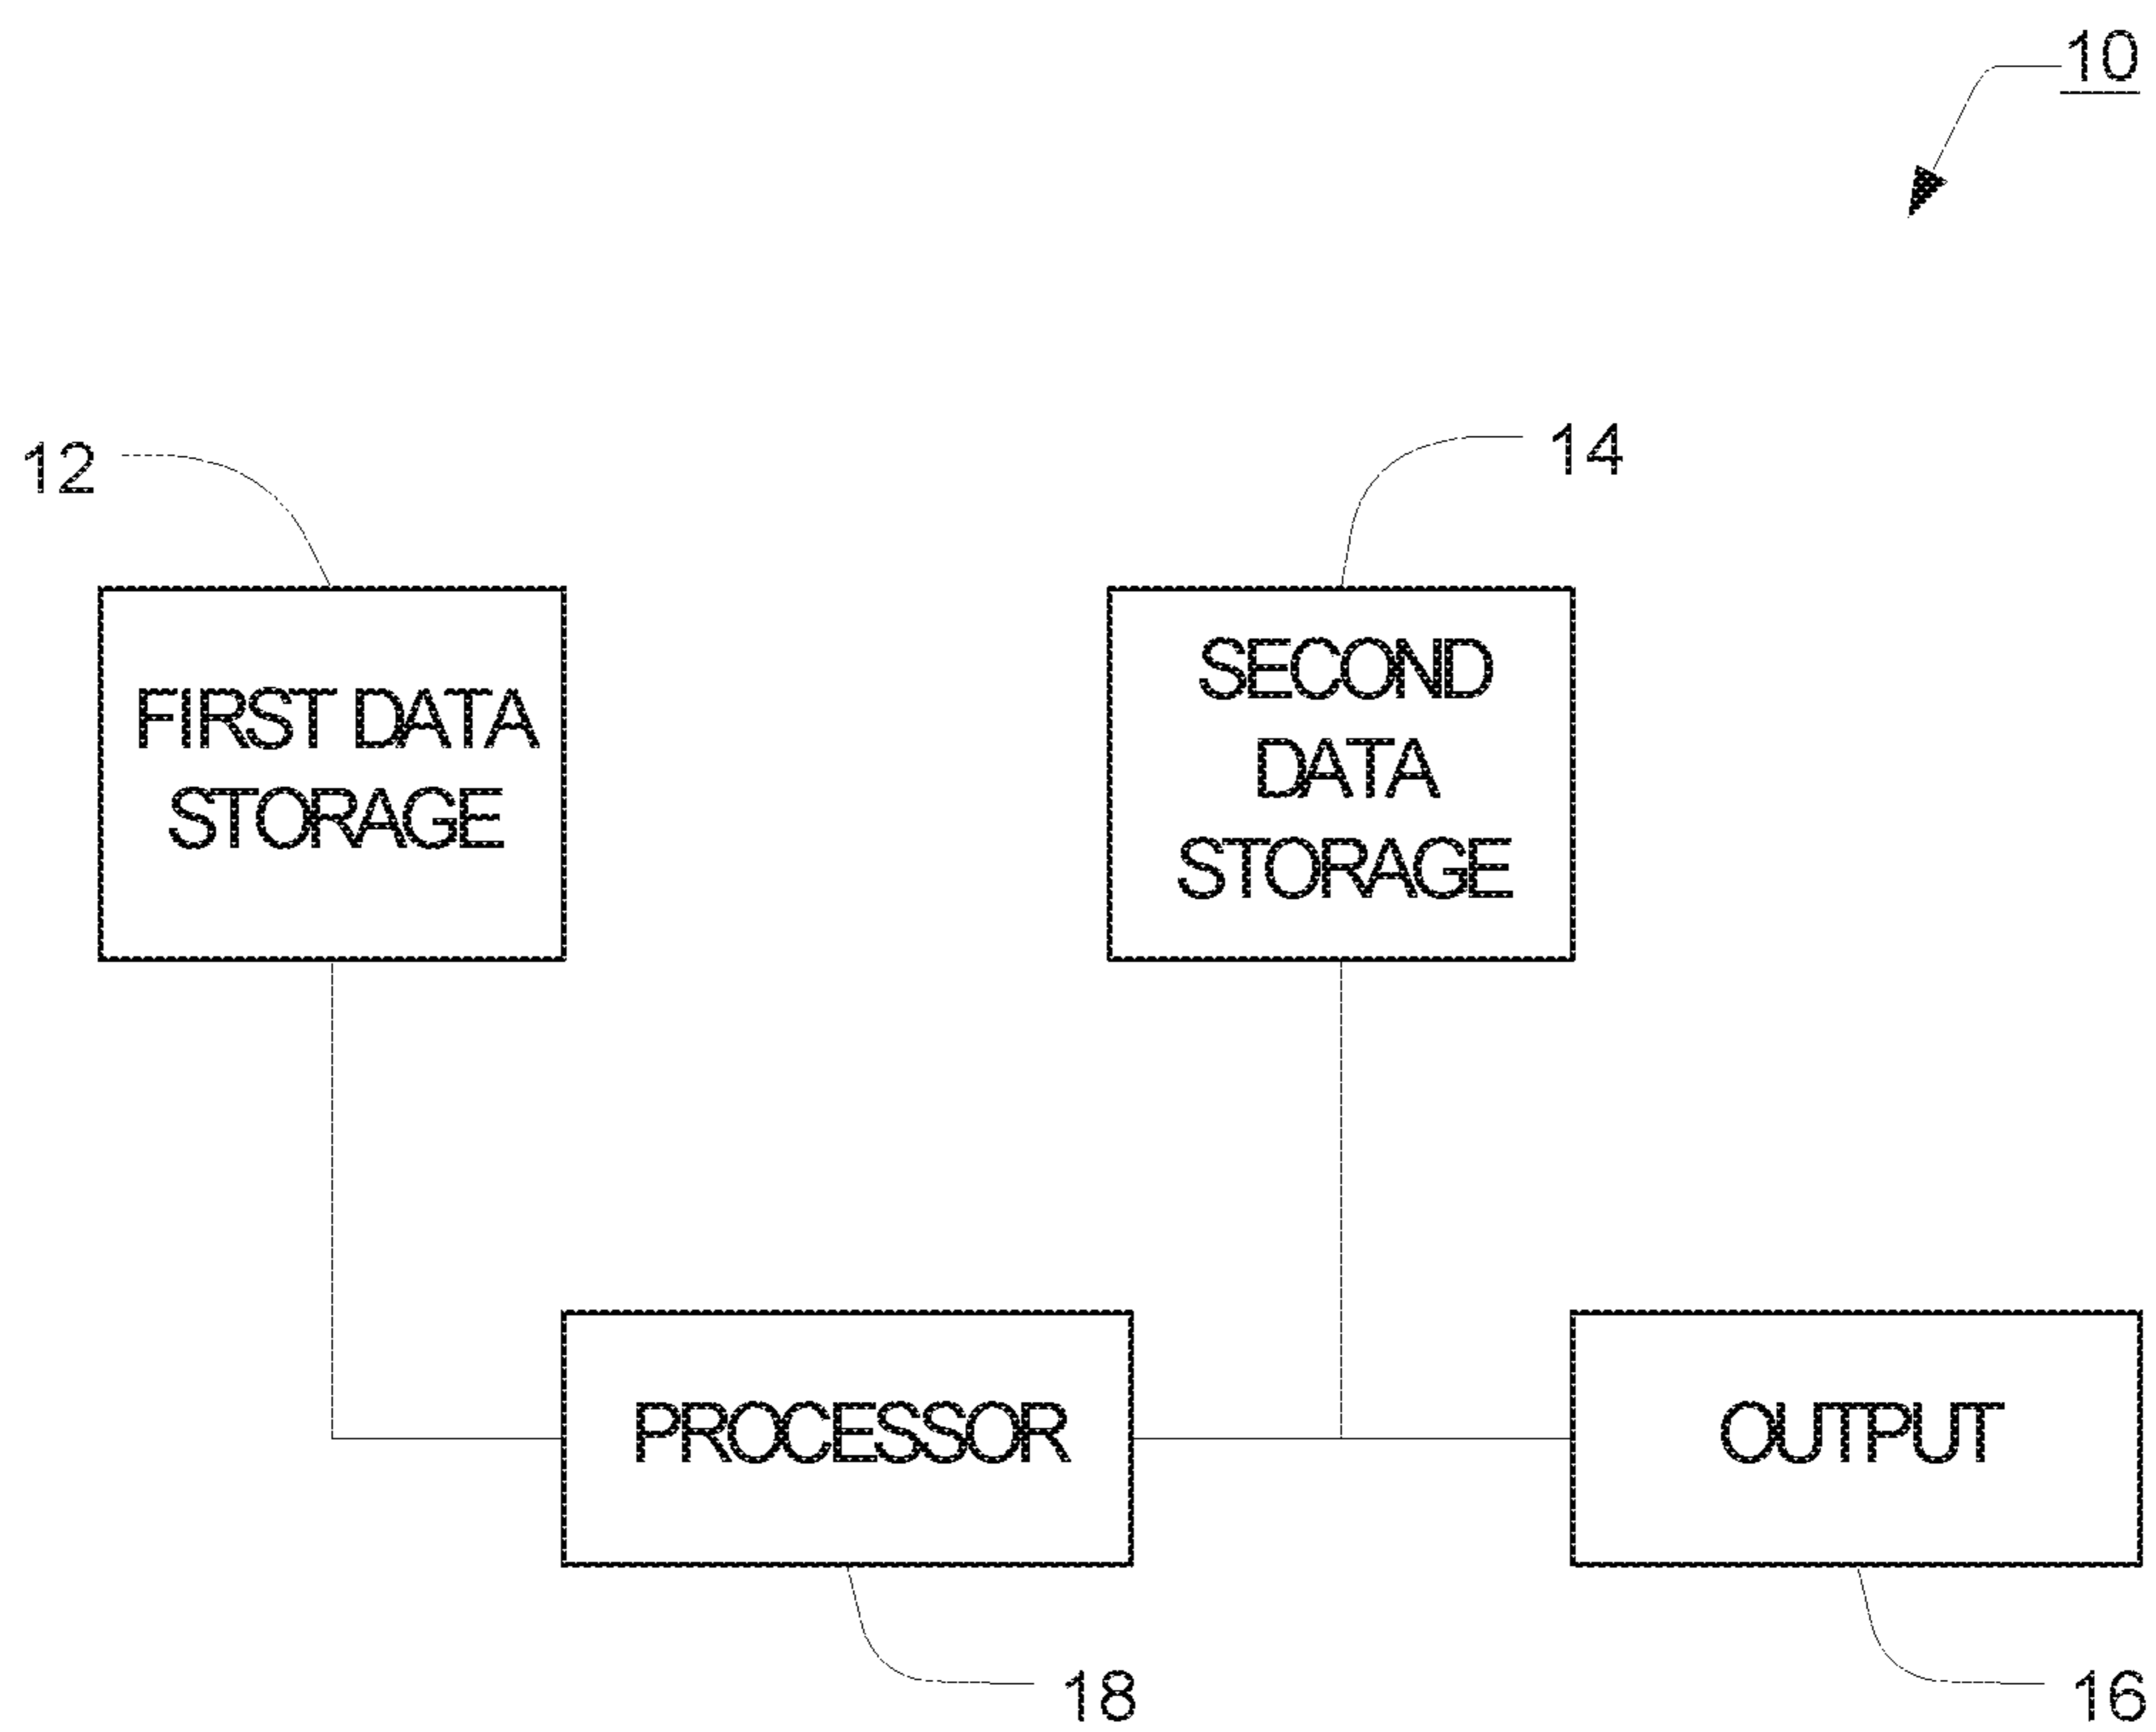 10
12
14
FIRST DATA
STORAGE
SECOND
DATA
STORAGE
PROCESSOR
OUTPUT
18
16